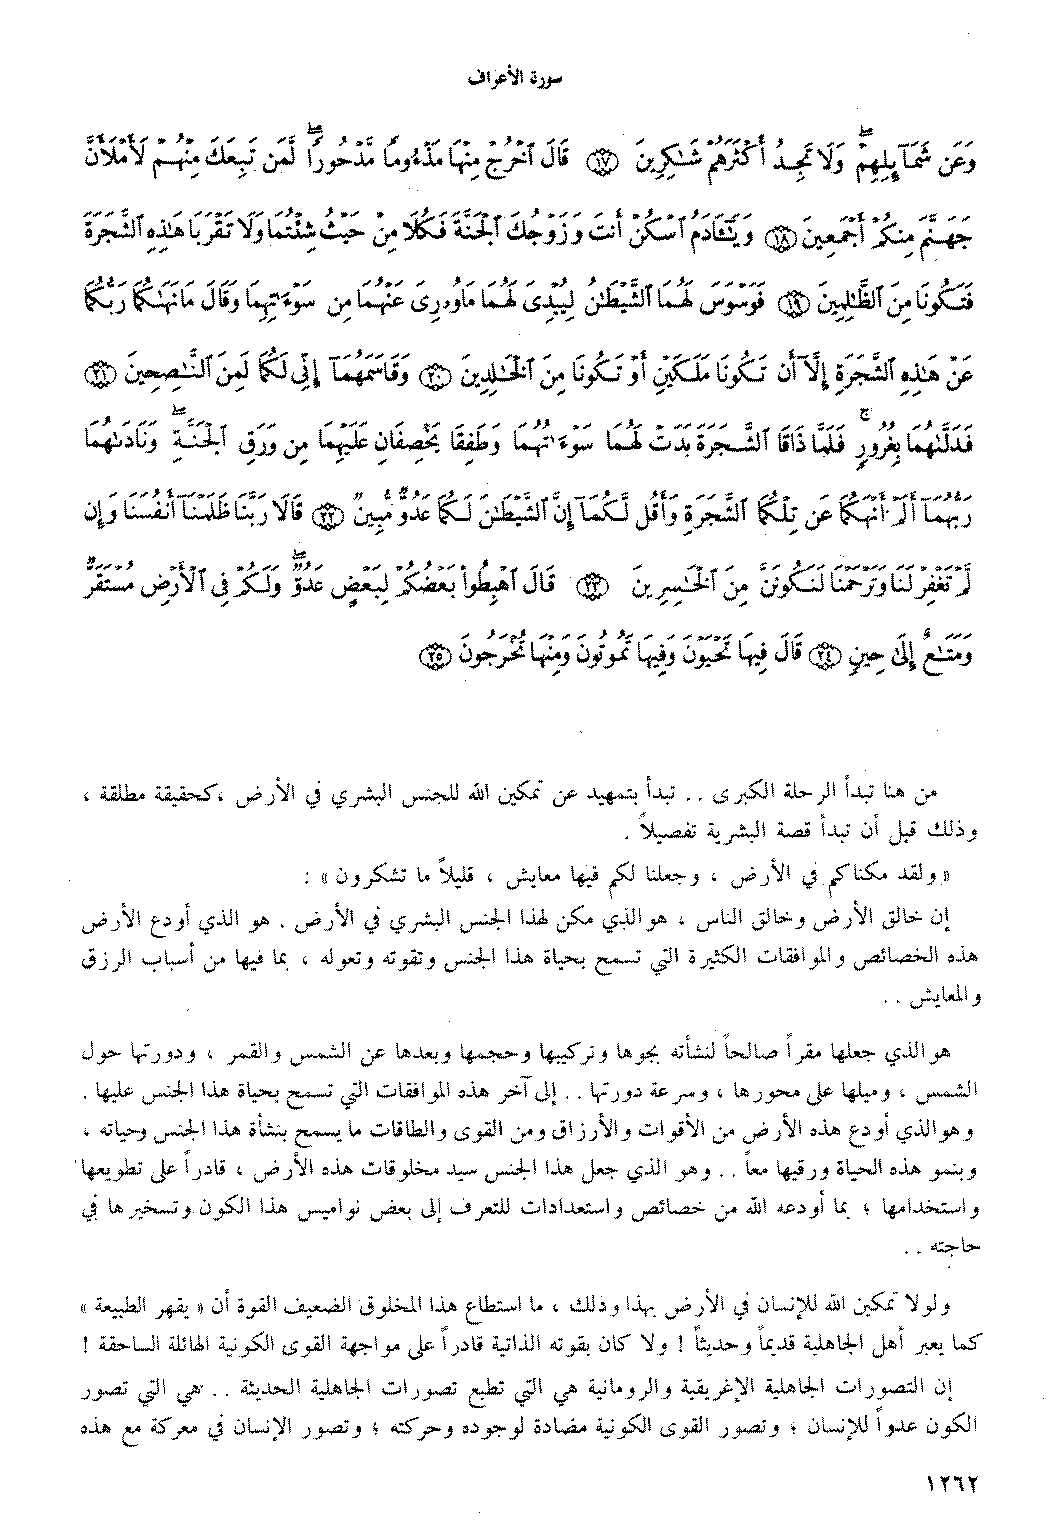 سورة الأعراف
وَعَن شَمَآئِلِهِمْ ۖ وَلَا تَجِدُ أَكْثَرَهُمْ شَٰكِرِينَ ١٧ قَالَ ٱخْرُجْ مِنْهَا مَذْءُومًا مَّدْحُورًا ۖ لَّمَن تَبِعَكَ مِنْهُمْ لَأَمْلَأَنَّ
جَهَنَّمَ مِنكُمْ أَجْمَعِينَ ١٨ وَيَٰٓـَٔادَمُ ٱسْكُنْ أَنتَ وَزَوْجُكَ ٱلْجَنَّةَ فَكُلَا مِنْ حَيْثُ شِئْتُمَا وَلَا تَقْرَبَا هَٰذِهِ ٱلشَّجَرَةَ
فَتَكُونَا مِنَ ٱلظَّٰلِمِينَ ١٩ فَوَسْوَسَ لَهُمَا ٱلشَّيْطَٰنُ لِيُبْدِىَ لَهُمَا مَا وُۥرِىَ عَنْهُمَا مِن سَوْءَٰتِهِمَا وَقَالَ مَا نَهَىٰكُمَا رَبُّكُمَا
عَنْ هَٰذِهِ ٱلشَّجَرَةِ إِلَّآ أَن تَكُونَا مَلَكَيْنِ أَوْ تَكُونَا مِنَ ٱلْخَٰلِدِينَ ٢٠ وَقَاسَمَهُمَآ إِنِّى لَكُمَا لَمِنَ ٱلنَّٰصِحِينَ ٢١
فَدَلَّىٰهُمَا بِغُرُورٍ ۚ فَلَمَّا ذَاقَا ٱلشَّجَرَةَ بَدَتْ لَهُمَا سَوْءَٰتُهُمَا وَطَفِقَا يَخْصِفَانِ عَلَيْهِمَا مِن وَرَقِ ٱلْجَنَّةِ ۖ وَنَادَىٰهُمَا
رَبُّهُمَآ أَلَمْ أَنْهَكُمَا عَن تِلْكُمَا ٱلشَّجَرَةِ وَأَقُل لَّكُمَآ إِنَّ ٱلشَّيْطَٰنَ لَكُمَا عَدُوٌّ مُّبِينٌ ٢٢ قَالَا رَبَّنَا ظَلَمْنَآ أَنفُسَنَا وَإِن
لَّمْ تَغْفِرْ لَنَا وَتَرْحَمْنَا لَنَكُونَنَّ مِنَ ٱلْخَٰسِرِينَ ٢٣ قَالَ ٱهْبِطُوا۟ بَعْضُكُمْ لِبَعْضٍ عَدُوٌّ ۖ وَلَكُمْ فِى ٱلْأَرْضِ مُسْتَقَرٌّ
وَمَتَٰعٌ إِلَىٰ حِينٍ ٢٤ قَالَ فِيهَا تَحْيَوْنَ وَفِيهَا تَمُوتُونَ وَمِنْهَا تُخْرَجُونَ ٢٥
من هنا تبدأ الرحلة الكبرى .. تبدأ بتمهيد عن تمكين الله للجنس البشري في الأرض ، كحقيقة مطلقة ،
وذلك قبل أن تبدأ قصة البشرية تفصيلاً .
« ولقد مكناكم في الأرض ، وجعلنا لكم فيها معايش ، قليلاً ما تشكرون » :
إن خالق الأرض وخالق الناس ، هو الذي مكن لهذا الجنس البشري في الأرض . هو الذي أودع الأرض
هذه الخصائص والموافقات الكثيرة التي تسمح بحياة هذا الجنس وتقوته وتعوله ، بما فيها من أسباب الرزق
والمعايش ..
هو الذي جعلها مقراً صالحاً لنشأته بجوها وتركيبها وحجمها وبعدها عن الشمس والقمر ، ودورتها حول
الشمس ، وميلها على محورها ، وسرعة دورتها .. إلى آخر هذه الموافقات التي تسمح بحياة هذا الجنس عليها .
وهو الذي أودع هذه الأرض من الأقوات والأرزاق ومن القوى والطاقات ما يسمح بنشأة هذا الجنس وحياته ،
وبنمو هذه الحياة ورقيها معاً .. وهو الذي جعل هذا الجنس سيد مخلوقات هذه الأرض ، قادراً على تطويعها
واستخدامها ؛ بما أودعه الله من خصائص واستعدادات للتعرف إلى بعض نواميس هذا الكون وتسخيرها في
حاجته ..
ولولا تمكين الله للإنسان في الأرض بهذا وذلك ، ما استطاع هذا المخلوق الضعيف القوة أن « يقهر الطبيعة »
كما يعبر أهل الجاهلية قديماً وحديثاً ! ولا كان بقوته الذاتية قادراً على مواجهة القوى الكونية الهائلة الساحقة !
إن التصورات الجاهلية الإغريقية والرومانية هي التي تطبع تصورات الجاهلية الحديثة .. هي التي تصور
الكون عدواً للإنسان ؛ وتصور القوى الكونية مضادة لوجوده وحركته ؛ وتصور الإنسان في معركة مع هذه
١٢٦٢